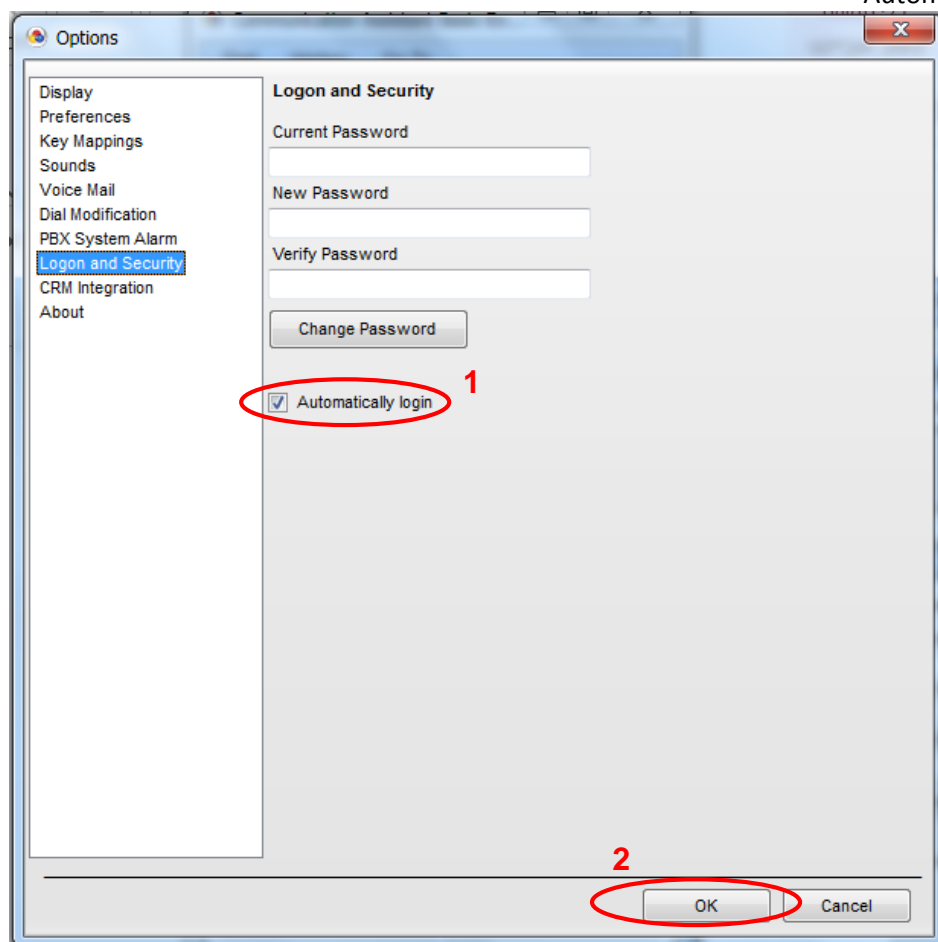 Options
Display
Preferences
Key Mappings
Sounds
Voice Mail
Dial Modification
PBX System Alarm
Logon and Security
CRM Integration
About
Logon and Security
Current Password
New Password
Verify Password
Change Password
1
Automatically login
2
OK
Cancel